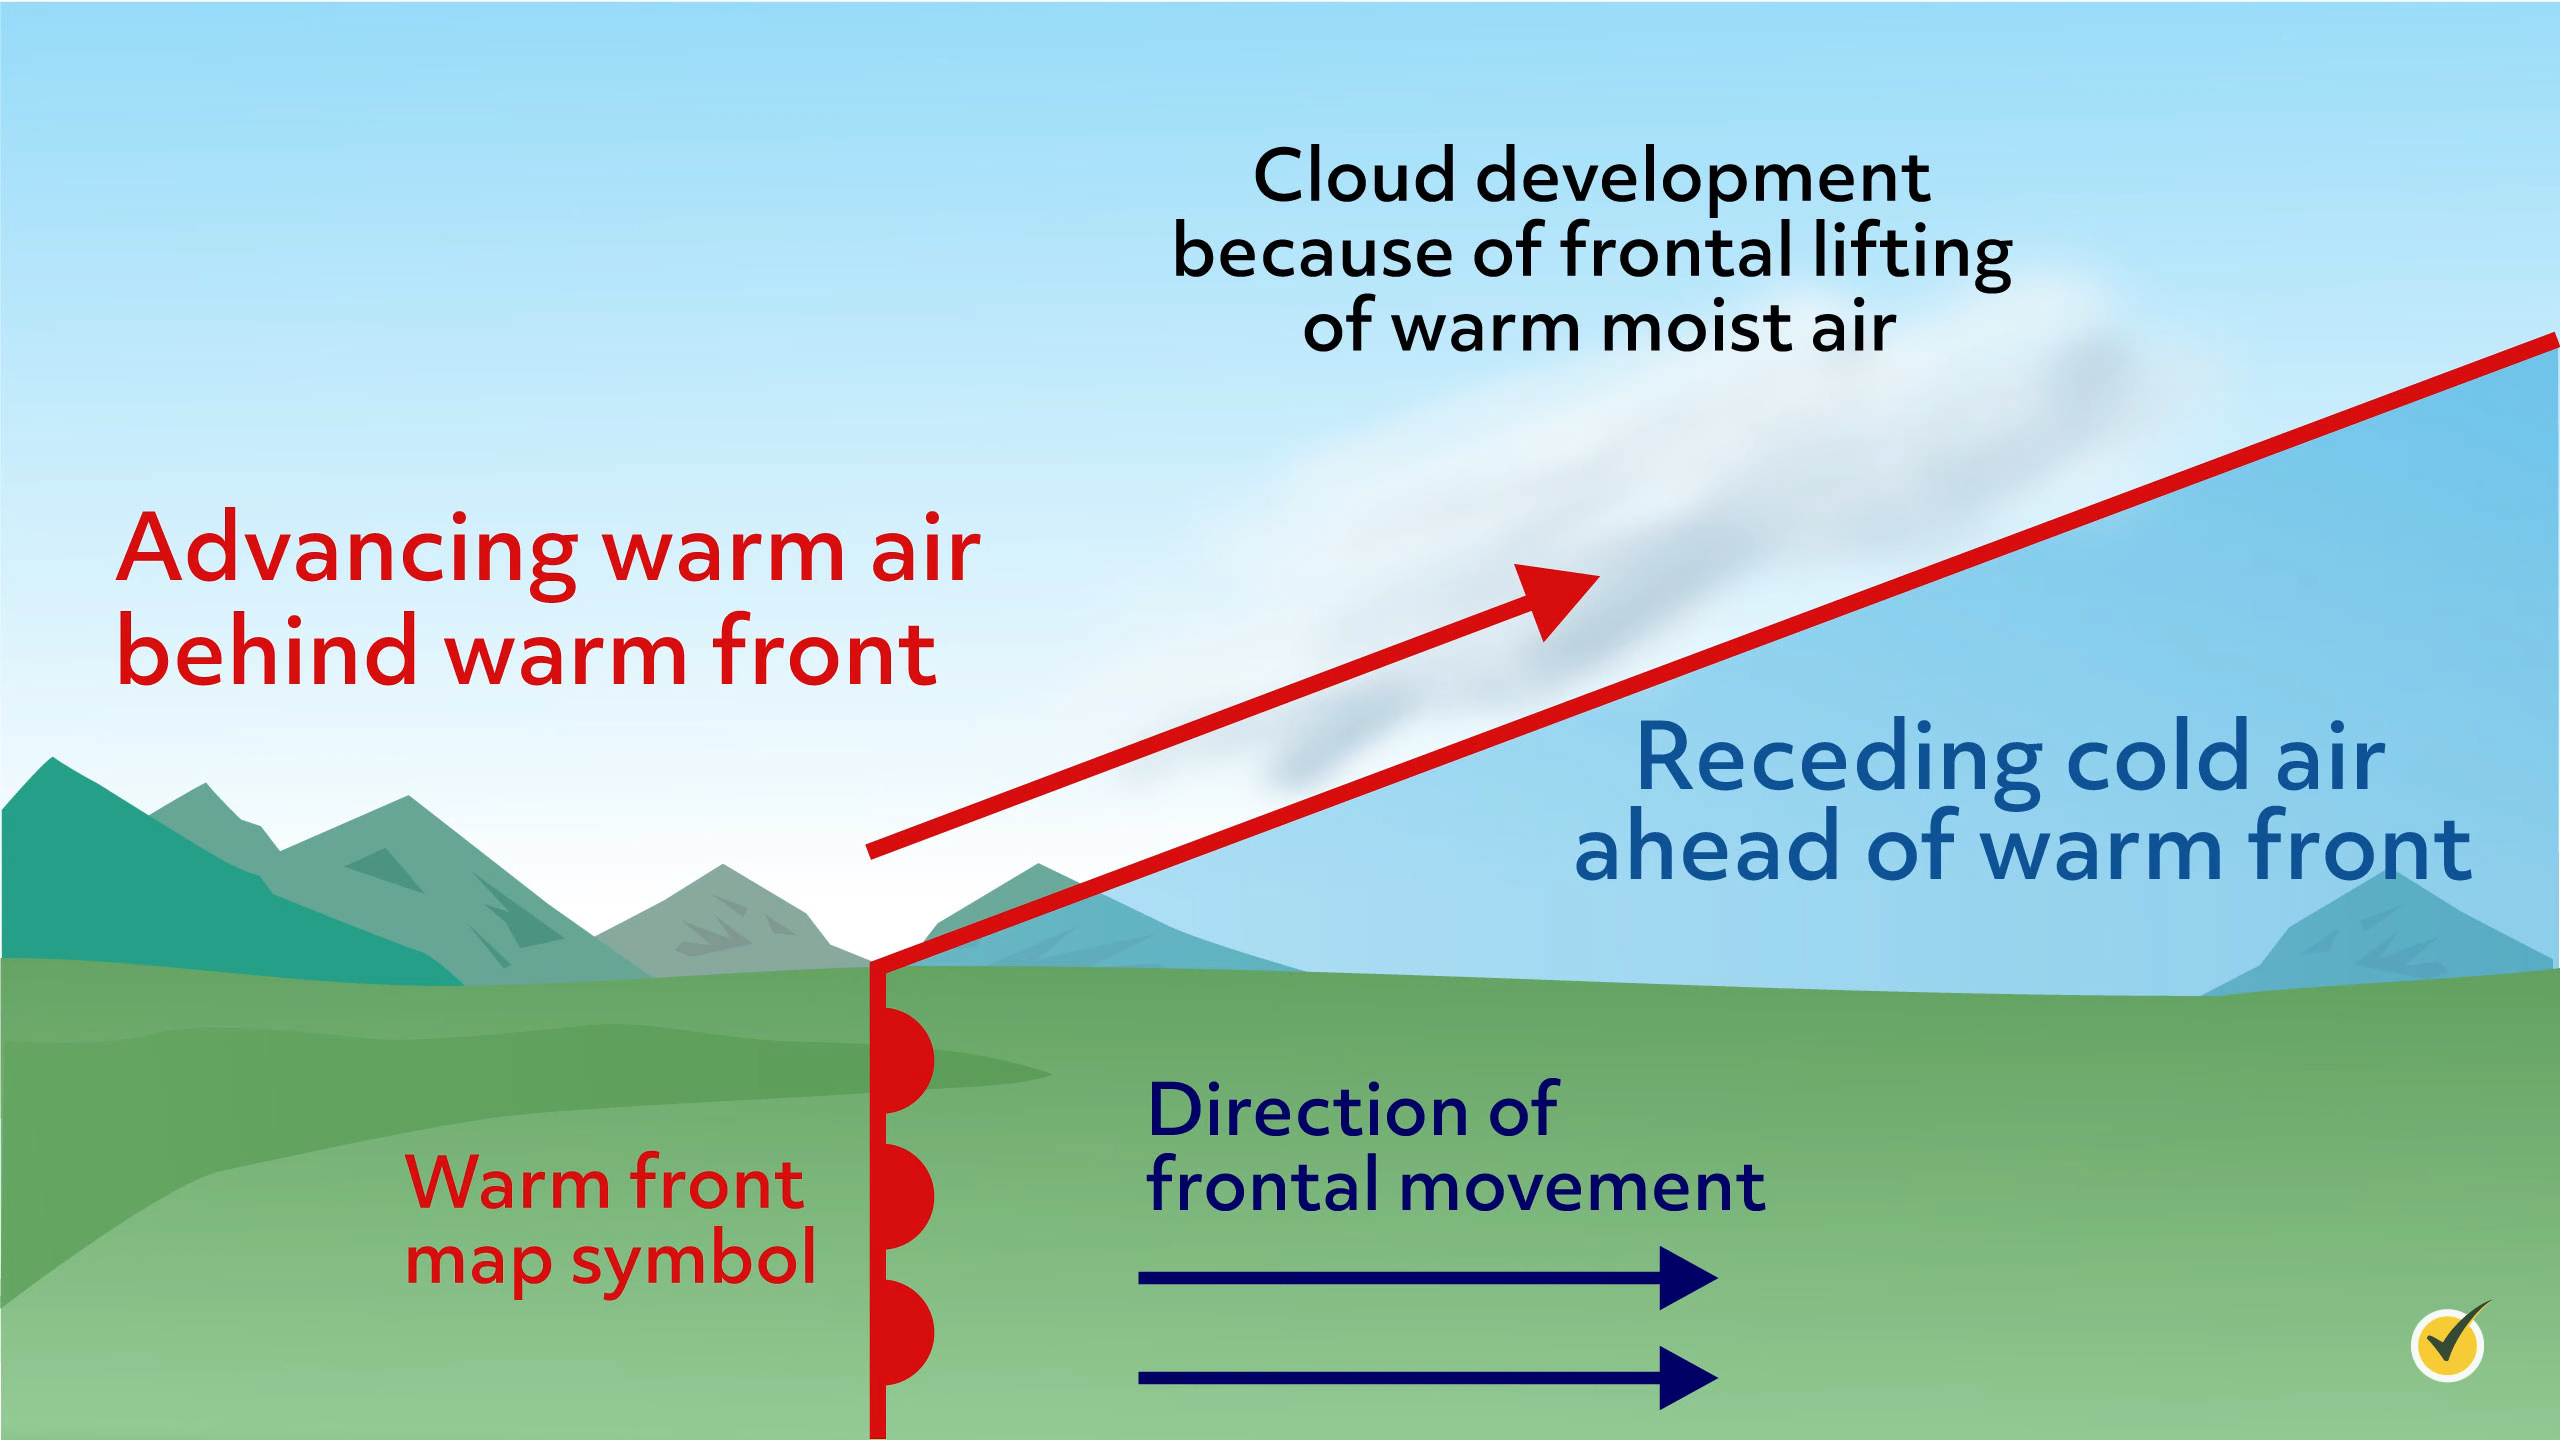 Cloud development
because of frontal lifting
of warm moist air
Advancing warm air
behind warm front
Receding cold air
ahead of warm front
Direction of
frontal movement
Warm front
map symbol